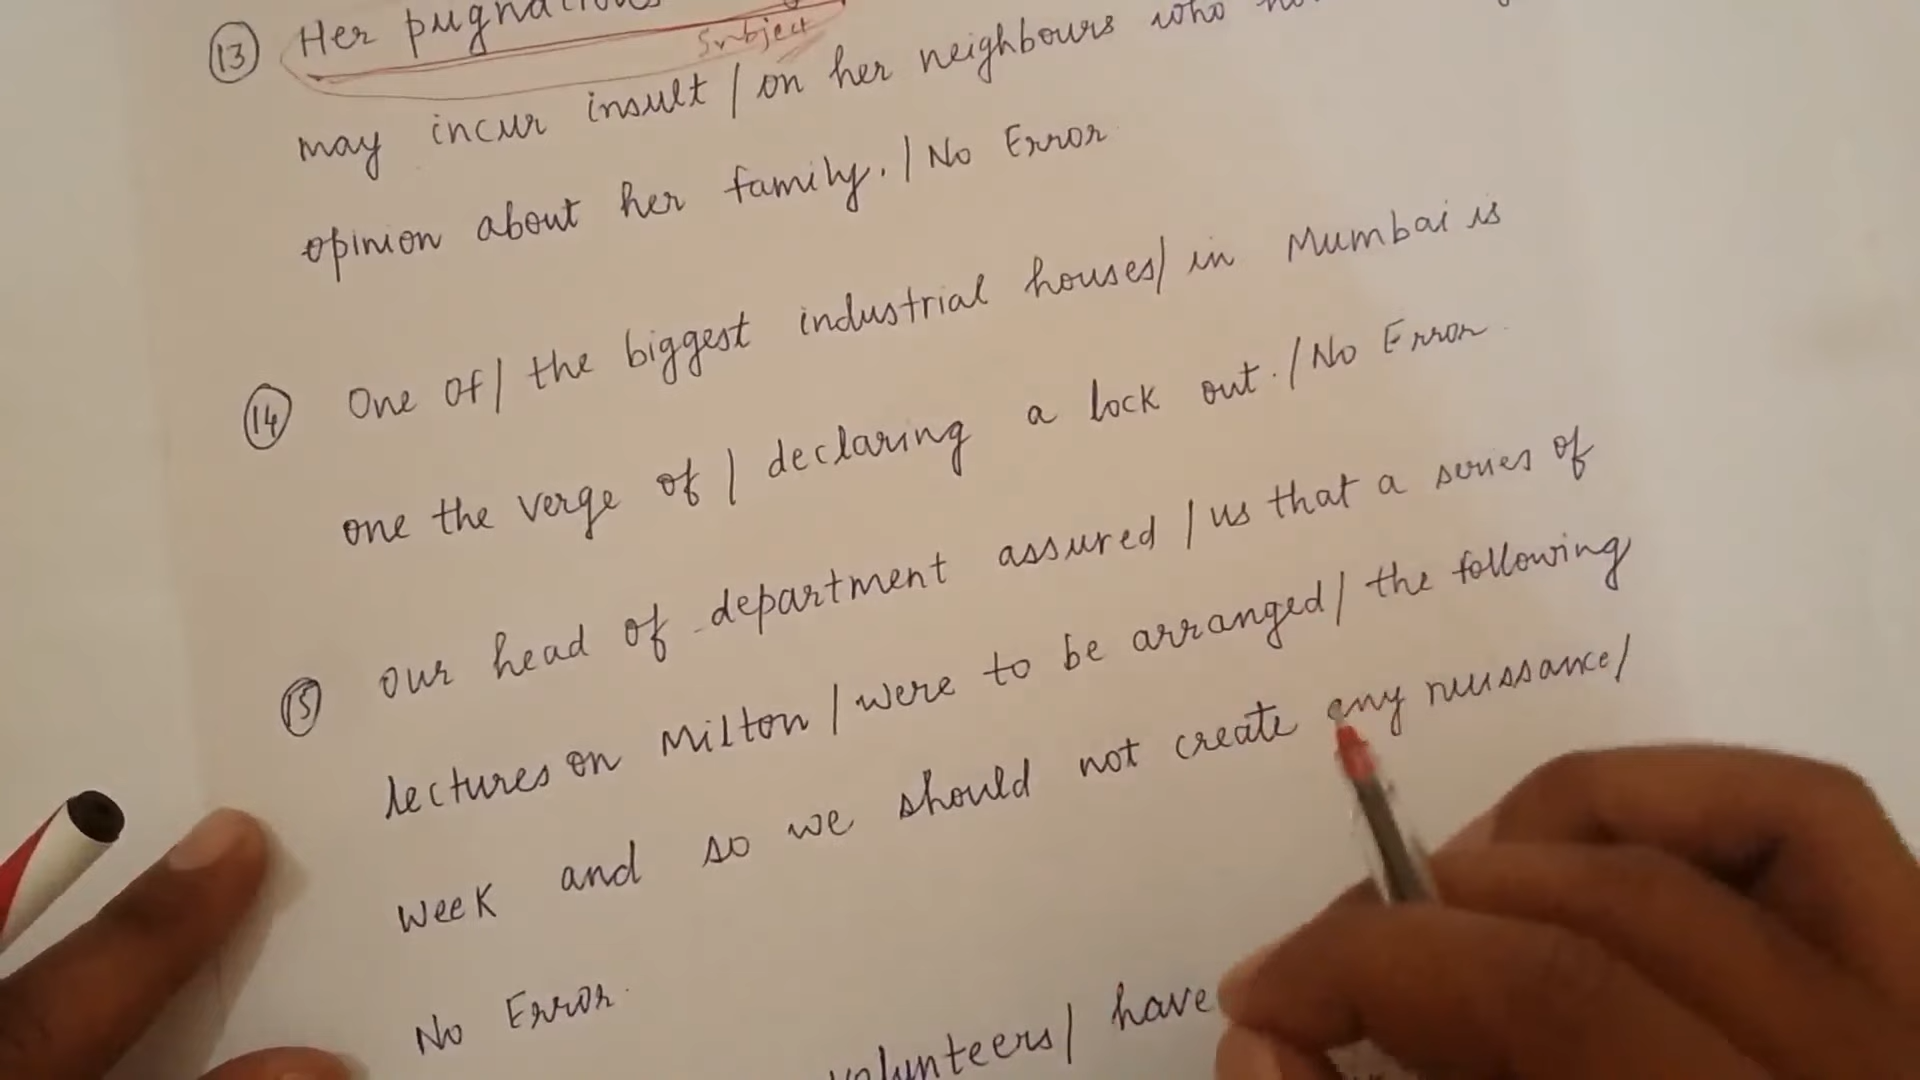 13 Her
Subject
may incur insult / on her neighbours who
opinion about her family. / No Error
14 One of / the biggest industrial houses / in Mumbai is
one the verge of / declaring a lock out. / No Error
15 Our head of department assured / us that a series of
lectures on Milton / were to be arranged / the following
week and so we should not create any nuissance /
No Error.
volunteers / have